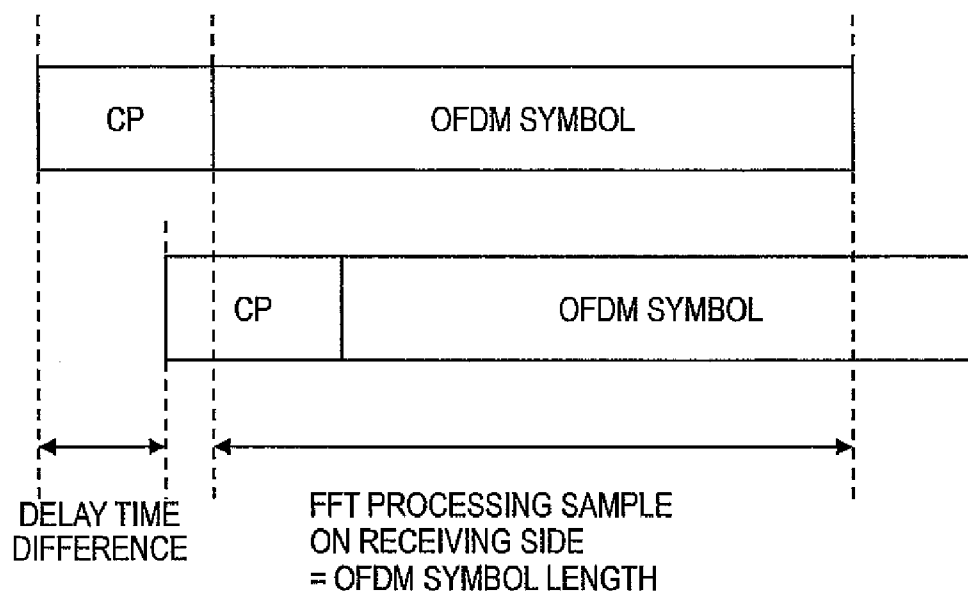 CP
OFDM SYMBOL
CP
OFDM SYMBOL
DELAY TIME
DIFFERENCE
FFT PROCESSING SAMPLE
ON RECEIVING SIDE
= OFDM SYMBOL LENGTH